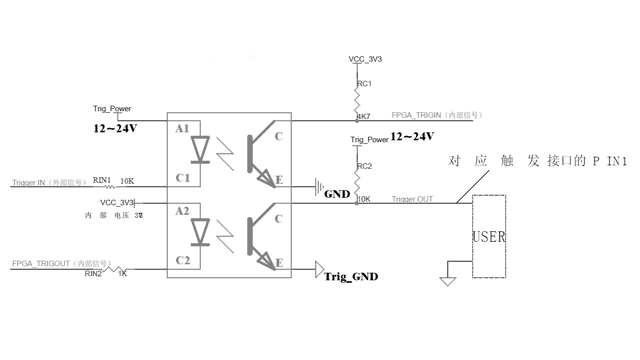 VCC_3V3
RC1
Trig_Power
4K7
FPGA_TRIGIN（内部信号）
12～24V
A1
C
Trig_Power
12～24V
RC2
对 应 触 发 接口的 P IN1
Trigger IN（外部信号）
RIN1
10K
C1
E
GND
VCC_3V3
10K
Trigger OUT
内 部 电压 3
A2
C
USER
FPGA_TRIGOUT（内部信号）
RIN2
1K
C2
E
Trig_GND